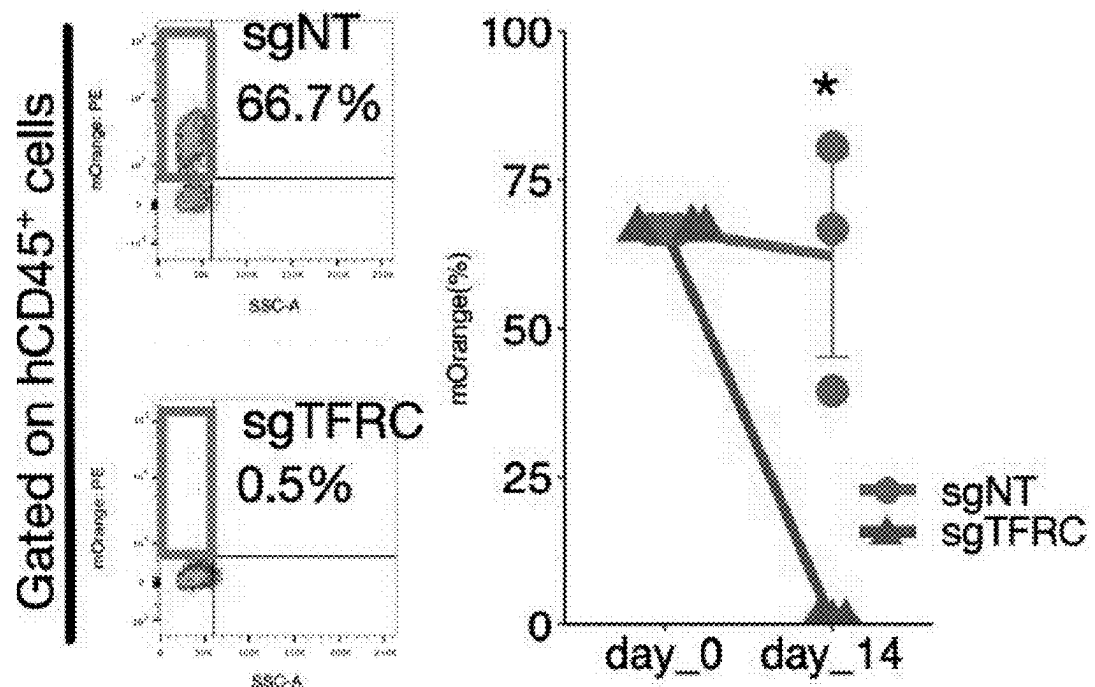 Gated on hCD45⁺ cells
sgNT
66.7%
mOrange: PE
SSC-A
sgTFRC
0.5%
mOrange: PE
SSC-A
100
75
50
25
0
mOrange(%)
*
sgNT
sgTFRC
day_0 day_14